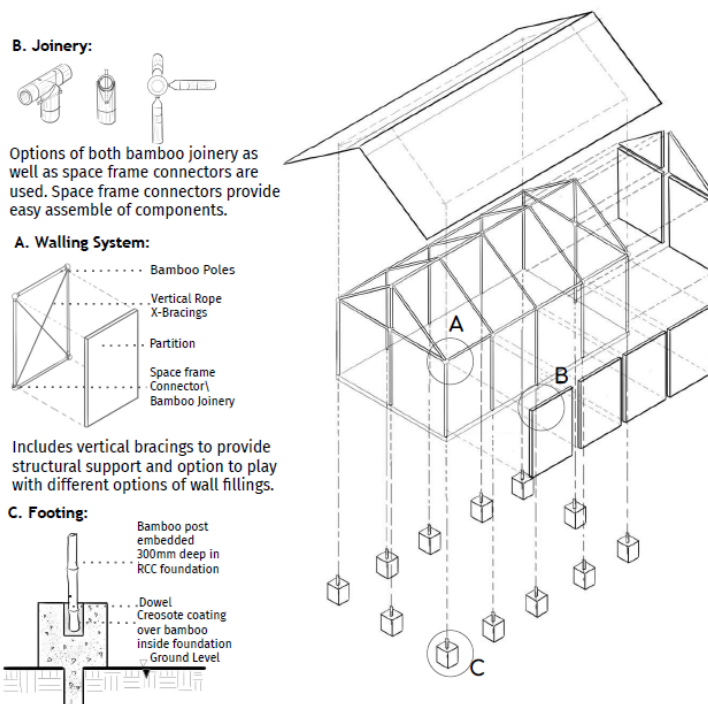 B. Joinery:
Options of both bamboo joinery as
well as space frame connectors are
used. Space frame connectors provide
easy assemble of components.
A. Walling System:
Bamboo Poles
Vertical Rope
X-Bracings
Partition
Space frame
Connector\
Bamboo Joinery
Includes vertical bracings to provide
structural support and option to play
with different options of wall fillings.
C. Footing:
Bamboo post
embedded
300mm deep in
RCC foundation
Dowel
Creosote coating
over bamboo
inside foundation
Ground Level
A
B
C